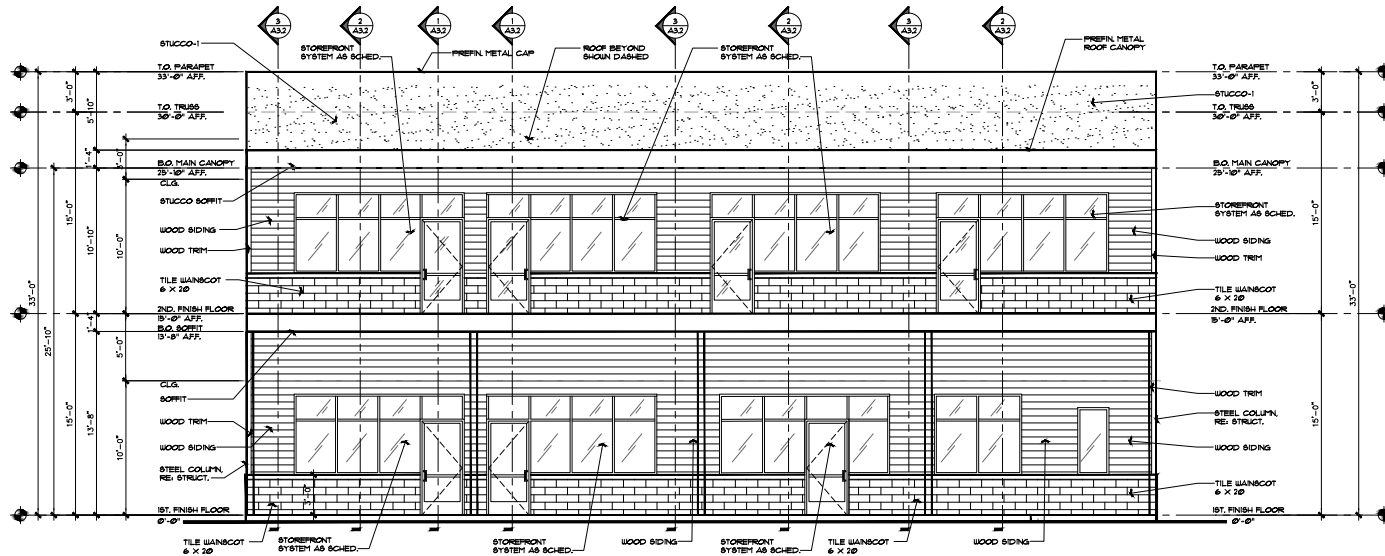 3
A3.2
2
A3.2
1
A3.2
1
A3.2
3
A3.2
2
A3.2
3
A3.2
2
A3.2
STUCCO-1
STOREFRONT
SYSTEM AS SCHED.
PREFIN. METAL CAP
ROOF BEYOND
SHOWN DASHED
STOREFRONT
SYSTEM AS SCHED.
PREFIN. METAL
ROOF CANOPY
T.O. PARAPET
33'-0" A.F.F.
T.O. TRUSS
30'-0" A.F.F.
B.O. MAIN CANOPY
25'-10" A.F.F.
CLG.
STUCCO SOFFIT
WOOD SIDING
WOOD TRIM
TILE WAINSCOT
6 X 20
2ND. FINISH FLOOR
15'-0" A.F.F.
B.O. SOFFIT
13'-8" A.F.F.
CLG.
SOFFIT
WOOD TRIM
WOOD SIDING
STEEL COLUMN,
RE: STRUCT.
1ST. FINISH FLOOR
0'-0"
33'-0"
25'-10"
15'-0"
15'-0"
3'-0"
5'-10"
1'-4"
10'-10"
1'-4"
13'-8"
3'-0"
10'-0"
5'-0"
10'-0"
3'-0"
T.O. PARAPET
33'-0" A.F.F.
STUCCO-1
T.O. TRUSS
30'-0" A.F.F.
B.O. MAIN CANOPY
25'-10" A.F.F.
STOREFRONT
SYSTEM AS SCHED.
WOOD SIDING
WOOD TRIM
TILE WAINSCOT
6 X 20
2ND. FINISH FLOOR
15'-0" A.F.F.
WOOD TRIM
STEEL COLUMN,
RE: STRUCT.
WOOD SIDING
TILE WAINSCOT
6 X 20
1ST. FINISH FLOOR
0'-0"
3'-0"
15'-0"
15'-0"
33'-0"
TILE WAINSCOT
6 X 20
STOREFRONT
SYSTEM AS SCHED.
STOREFRONT
SYSTEM AS SCHED.
WOOD SIDING
STOREFRONT
SYSTEM AS SCHED.
TILE WAINSCOT
6 X 20
WOOD SIDING